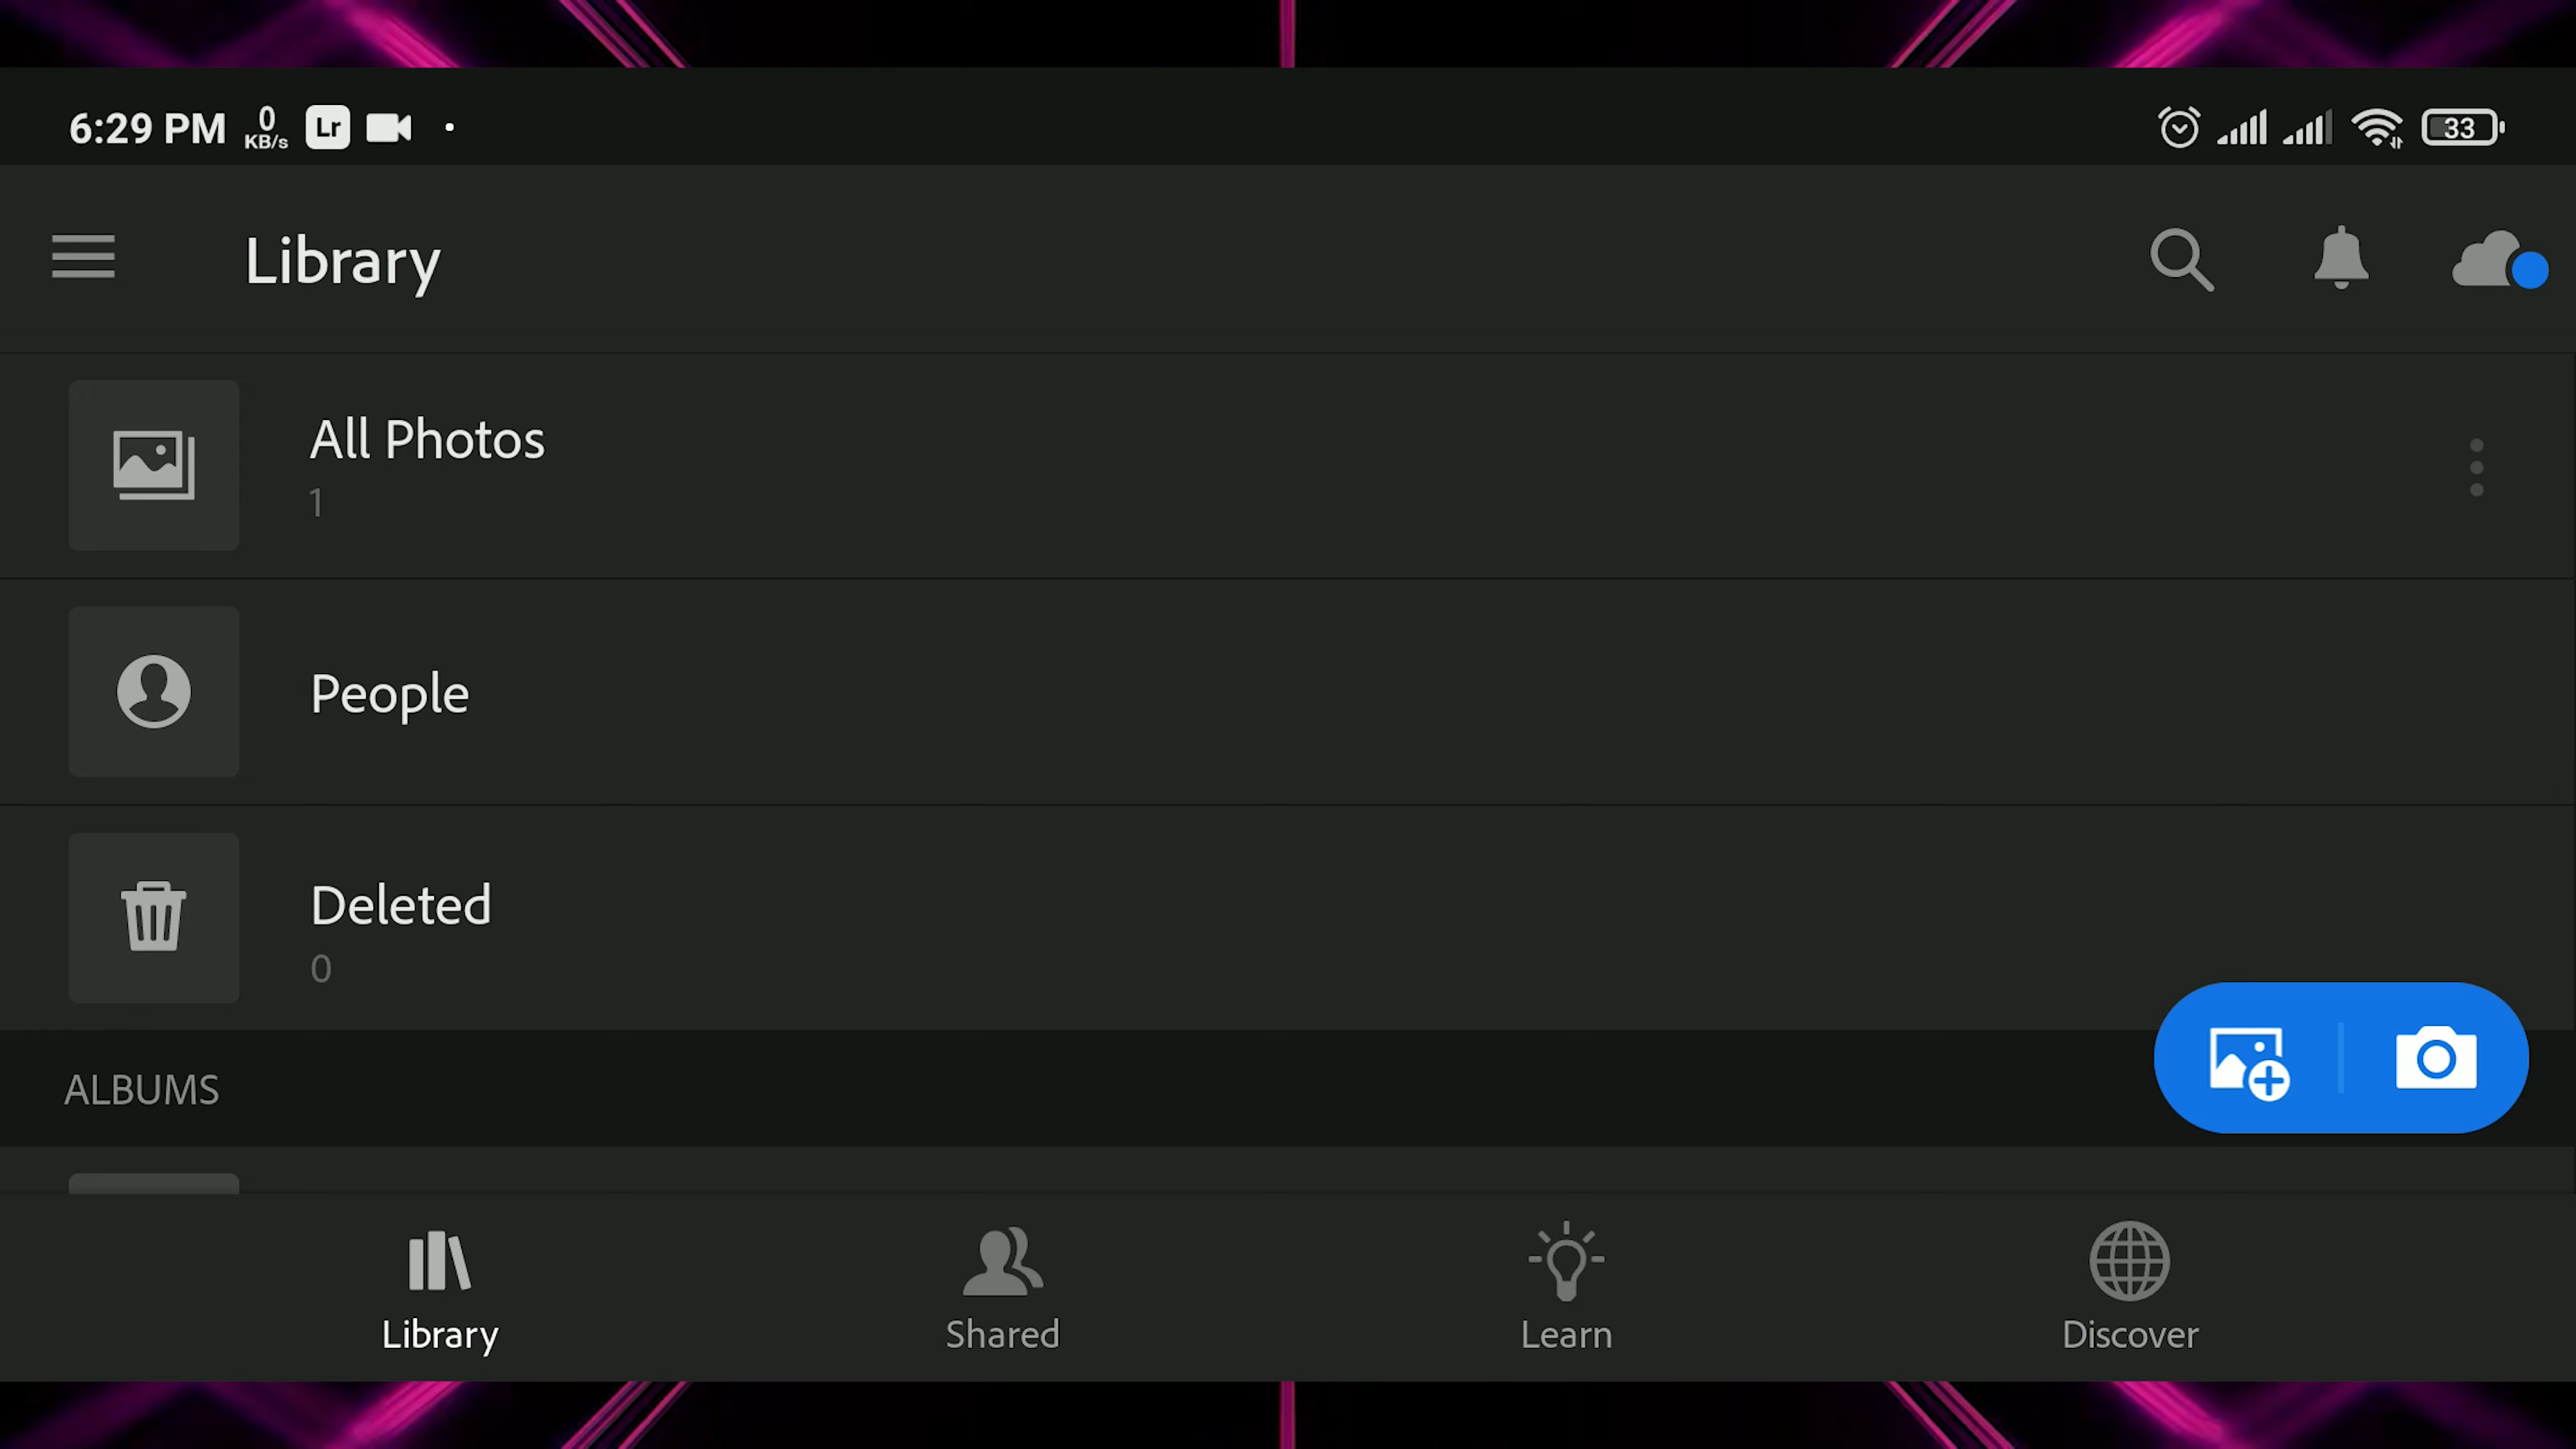 6:29 PM 0 KB/s Lr 33
Library
All Photos
1
People
Deleted
0
ALBUMS
Library Shared Learn Discover